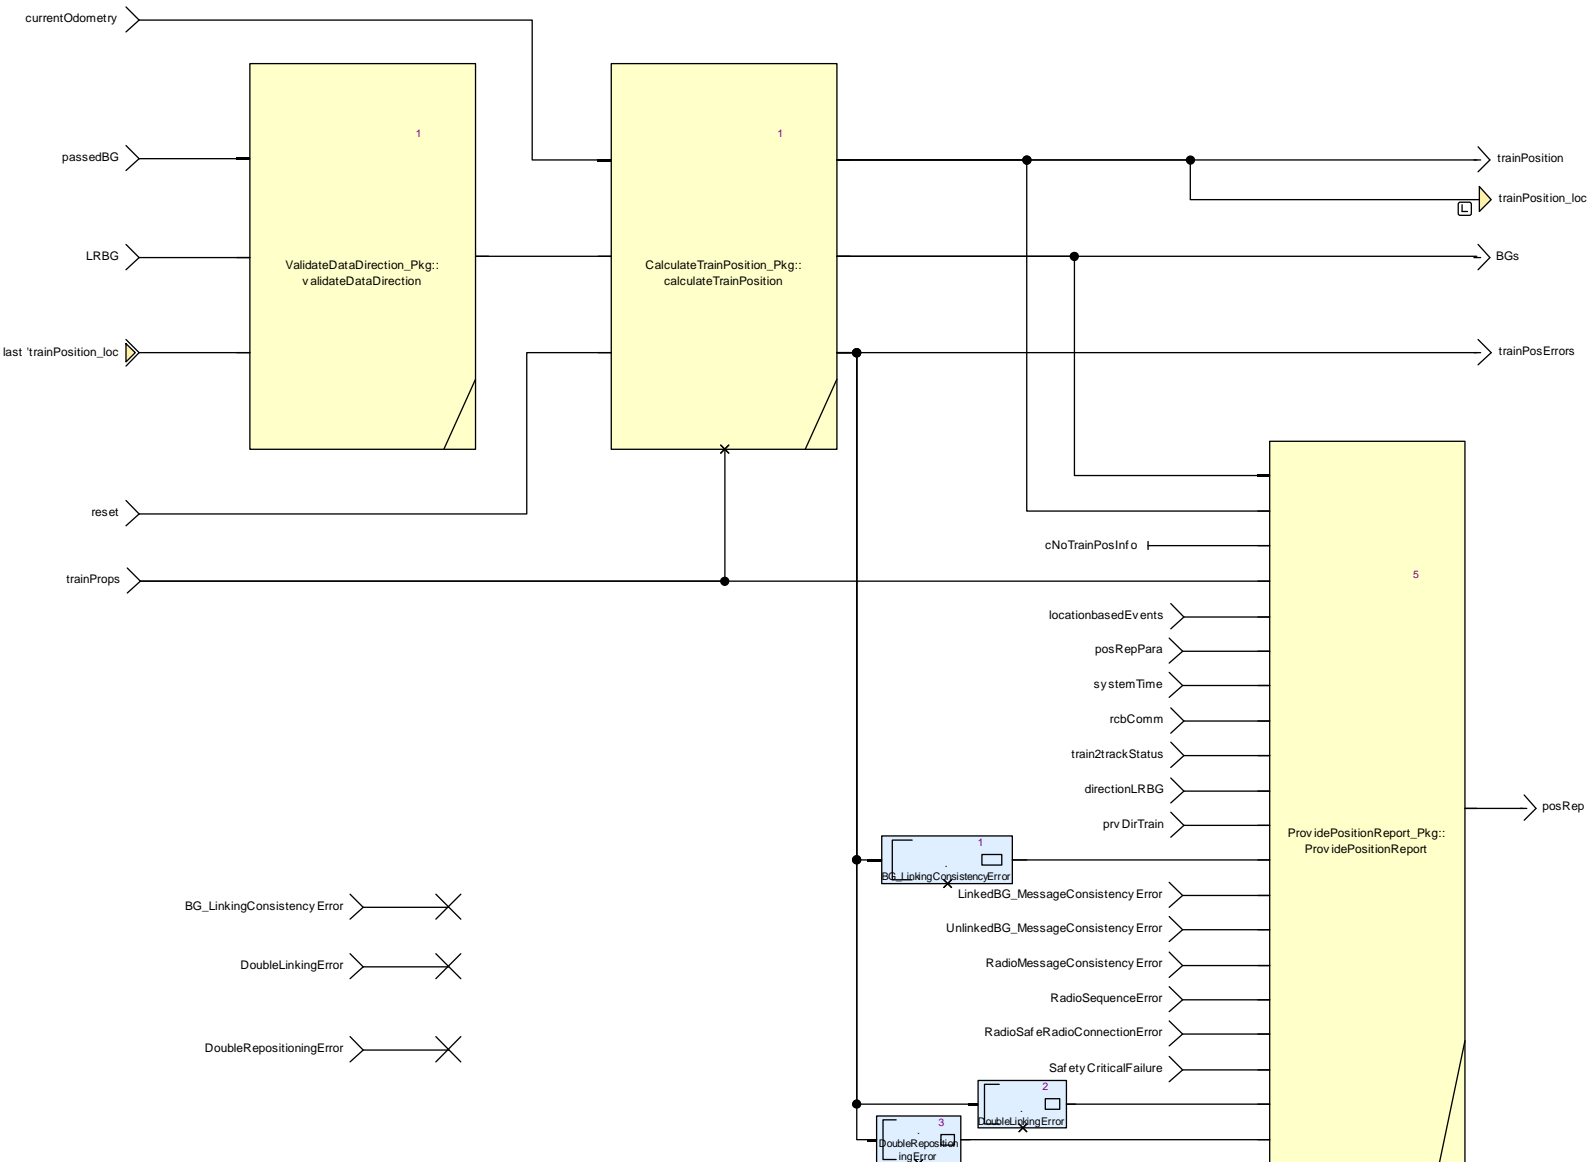 currentOdometry
1
1
passedBG
trainPosition
trainPosition_loc
L
LRBG
ValidateDataDirection_Pkg::
validateDataDirection
CalculateTrainPosition_Pkg::
calculateTrainPosition
BGs
last 'trainPosition_loc
trainPosErrors
reset
cNoTrainPosInfo
trainProps
5
locationbasedEvents
posRepPara
systemTime
rcbComm
train2trackStatus
directionLRBG
posRep
prvDirTrain
ProvidePositionReport_Pkg::
ProvidePositionReport
1
BG_LinkingConsistencyError
LinkedBG_MessageConsistencyError
BG_LinkingConsistencyError
UnlinkedBG_MessageConsistencyError
DoubleLinkingError
RadioMessageConsistencyError
RadioSequenceError
RadioSafeRadioConnectionError
DoubleRepositioningError
SafetyCriticalFailure
2
DoubleLinkingError
3
DoubleReposition
ingError